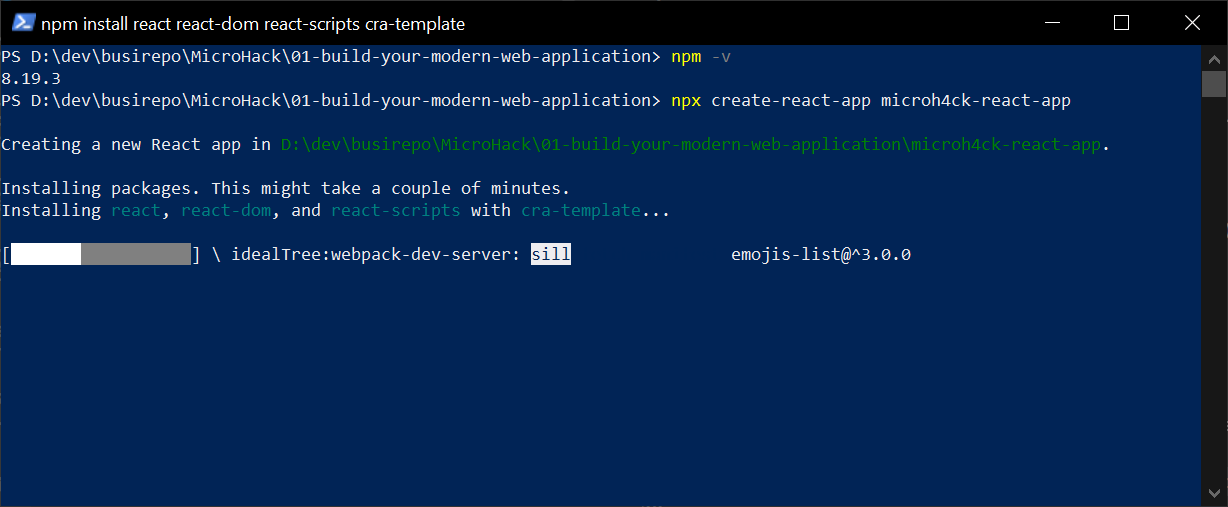 npm install react react-dom react-scripts cra-template
PS D:\dev\busirepo\MicroHack\01-build-your-modern-web-application> npm -v
8.19.3
PS D:\dev\busirepo\MicroHack\01-build-your-modern-web-application> npx create-react-app microh4ck-react-app
Creating a new React app in D:\dev\busirepo\MicroHack\01-build-your-modern-web-application\microh4ck-react-app.
Installing packages. This might take a couple of minutes.
Installing react, react-dom, and react-scripts with cra-template...
[                  ] \ idealTree:webpack-dev-server: sill                emojis-list@^3.0.0